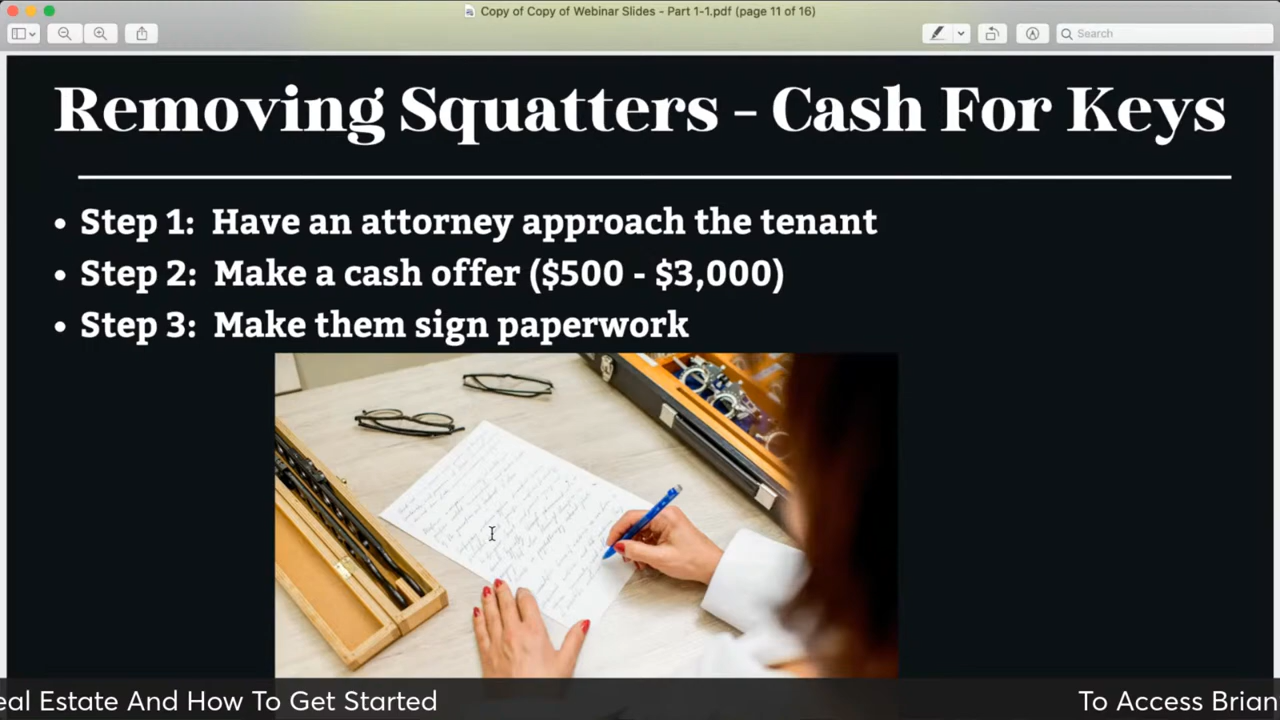 Copy of Copy of Webinar Slides - Part 1-1.pdf (page 11 of 16)
Search
Removing Squatters - Cash For Keys
• Step 1: Have an attorney approach the tenant
• Step 2: Make a cash offer ($500 - $3,000)
• Step 3: Make them sign paperwork
eal Estate And How To Get Started To Access Brian